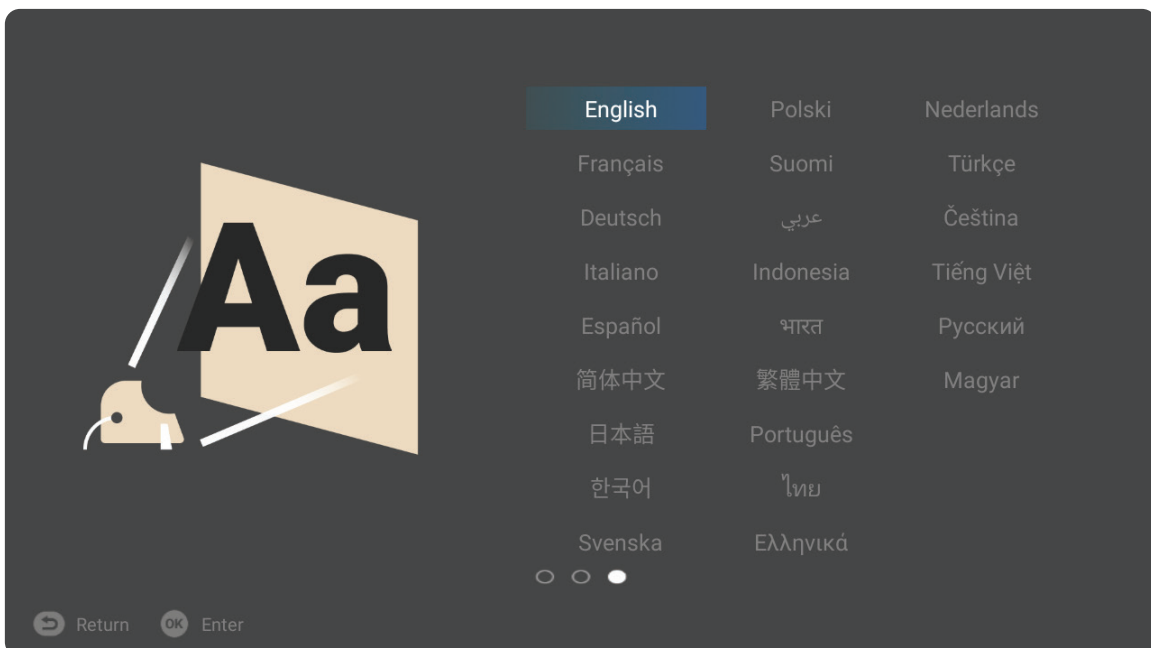 Aa
English Polski Nederlands
Français Suomi Türkçe
Deutsch عربي Čeština
Italiano Indonesia Tiếng Việt
Español भारत Русский
简体中文 繁體中文 Magyar
日本語 Português
한국어 ไทย
Svenska Ελληνικά
Return OK Enter